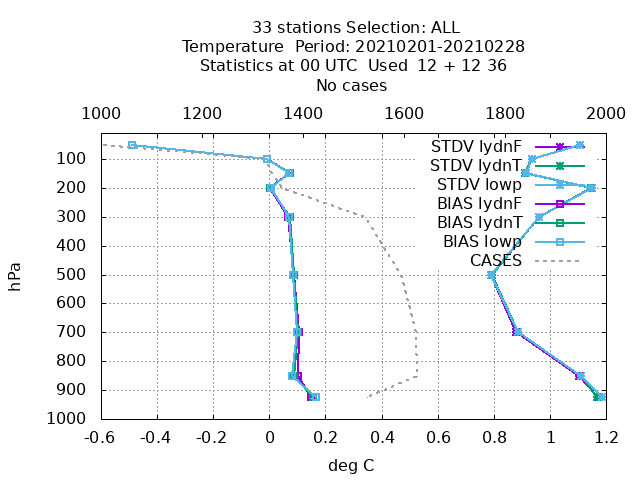 33 stations Selection: ALL
Temperature  Period: 20210201-20210228
Statistics at 00 UTC  Used  12 + 12 36
No cases
1000 1200 1400 1600 1800 2000
STDV lydnF
STDV lydnT
STDV lowp
BIAS lydnF
BIAS lydnT
BIAS lowp
CASES
100
200
300
400
500
600
700
800
900
1000
hPa
-0.6 -0.4 -0.2 0 0.2 0.4 0.6 0.8 1 1.2
deg C